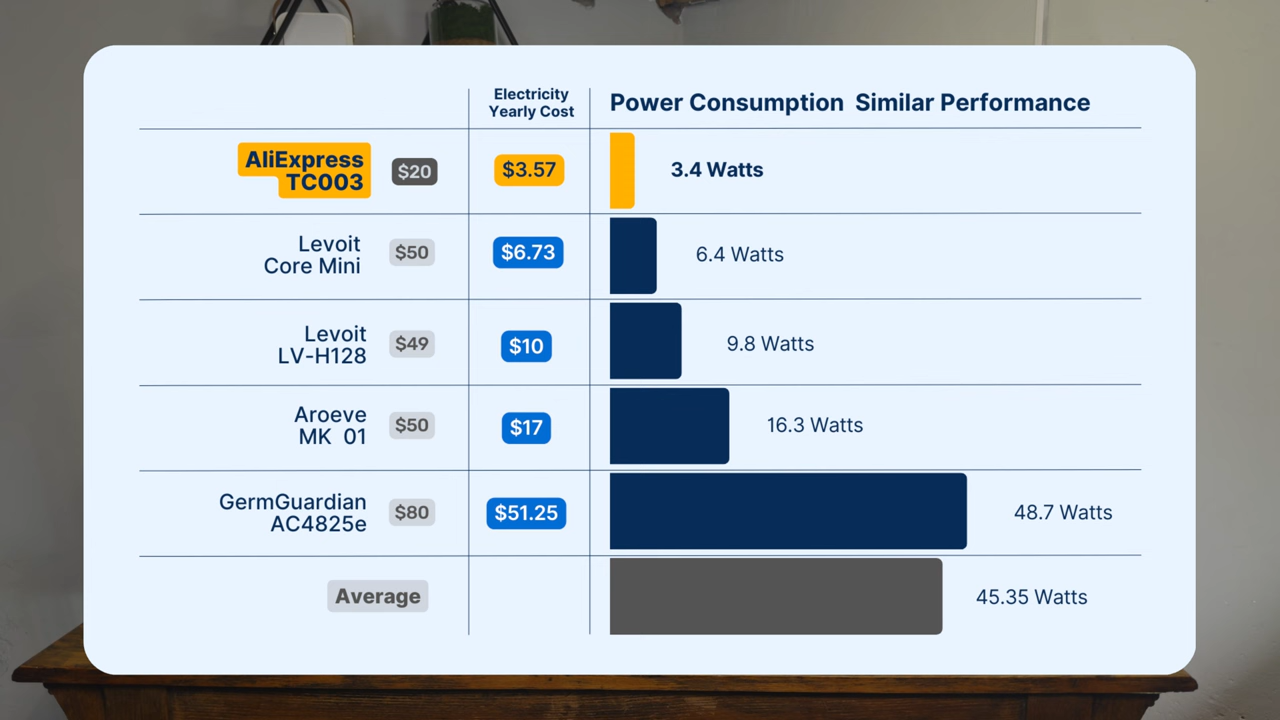 Electricity
Yearly Cost
Power Consumption  Similar Performance
AliExpress
TC003
$20
$3.57
3.4 Watts
Levoit
Core Mini
$50
$6.73
6.4 Watts
Levoit
LV-H128
$49
$10
9.8 Watts
Aroeve
MK  01
$50
$17
16.3 Watts
GermGuardian
AC4825e
$80
$51.25
48.7 Watts
Average
45.35 Watts